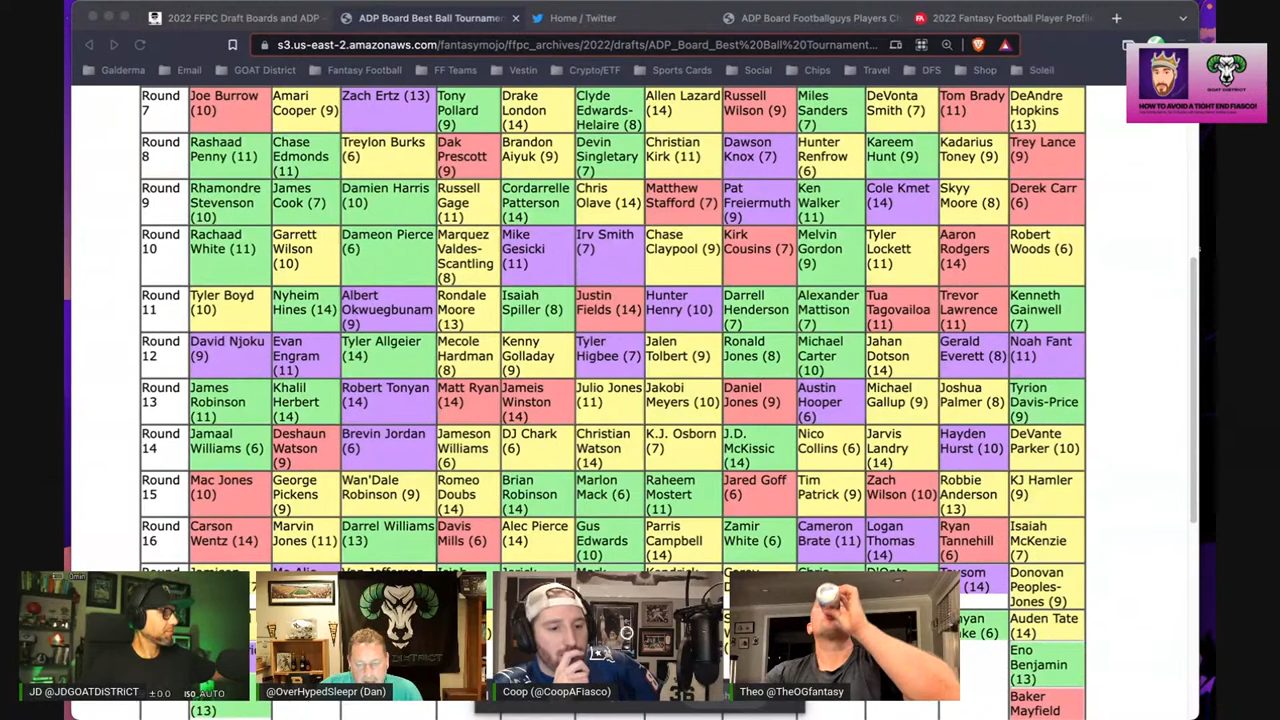 2022 FFPC Draft Boards and ADP -
ADP Board Best Ball Tourname
Home / Twitter
ADP Board Footballguys Players Ch
2022 Fantasy Football Player Profile
s3.us-east-2.amazonaws.com/fantasymojo/ffpc_archives/2022/drafts/ADP_Board_Best%20Ball%20Tournament...
Galderma Email GOAT District Fantasy Football FF Teams Vestin Crypto/ETF Sports Cards Social Chips Travel DFS Shop Soleil
GOAT DISTRICT
HOW TO AVOID A TIGHT END FIASCO!
Round 7
Joe Burrow (10)
Amari Cooper (9)
Zach Ertz (13)
Tony Pollard (9)
Drake London (14)
Clyde Edwards-Helaire (8)
Allen Lazard (14)
Russell Wilson (9)
Miles Sanders (7)
DeVonta Smith (7)
Tom Brady (11)
DeAndre Hopkins (13)
Round 8
Rashaad Penny (11)
Chase Edmonds (11)
Treylon Burks (6)
Dak Prescott (9)
Brandon Aiyuk (9)
Devin Singletary (7)
Christian Kirk (11)
Dawson Knox (7)
Hunter Renfrow (6)
Kareem Hunt (9)
Kadarius Toney (9)
Trey Lance (9)
Round 9
Rhamondre Stevenson (10)
James Cook (7)
Damien Harris (10)
Russell Gage (11)
Cordarrelle Patterson (14)
Chris Olave (14)
Matthew Stafford (7)
Pat Freiermuth (9)
Ken Walker (11)
Cole Kmet (14)
Skyy Moore (8)
Derek Carr (6)
Round 10
Rachaad White (11)
Garrett Wilson (10)
Dameon Pierce (6)
Marquez Valdes-Scantling (8)
Mike Gesicki (11)
Irv Smith (7)
Chase Claypool (9)
Kirk Cousins (7)
Melvin Gordon (9)
Tyler Lockett (11)
Aaron Rodgers (14)
Robert Woods (6)
Round 11
Tyler Boyd (10)
Nyheim Hines (14)
Albert Okwuegbunam (9)
Rondale Moore (13)
Isaiah Spiller (8)
Justin Fields (14)
Hunter Henry (10)
Darrell Henderson (7)
Alexander Mattison (7)
Tua Tagovailoa (11)
Trevor Lawrence (11)
Kenneth Gainwell (7)
Round 12
David Njoku (9)
Evan Engram (11)
Tyler Allgeier (14)
Mecole Hardman (8)
Kenny Golladay (9)
Tyler Higbee (7)
Jalen Tolbert (9)
Ronald Jones (8)
Michael Carter (10)
Jahan Dotson (14)
Gerald Everett (8)
Noah Fant (11)
Round 13
James Robinson (11)
Khalil Herbert (14)
Robert Tonyan (14)
Matt Ryan (14)
Jameis Winston (14)
Julio Jones (11)
Jakobi Meyers (10)
Daniel Jones (9)
Austin Hooper (6)
Michael Gallup (9)
Joshua Palmer (8)
Tyrion Davis-Price (9)
Round 14
Jamaal Williams (6)
Deshaun Watson (9)
Brevin Jordan (6)
Jameson Williams (6)
DJ Chark (6)
Christian Watson (14)
K.J. Osborn (7)
J.D. McKissic (14)
Nico Collins (6)
Jarvis Landry (14)
Hayden Hurst (10)
DeVante Parker (10)
Round 15
Mac Jones (10)
George Pickens (9)
Wan'Dale Robinson (9)
Romeo Doubs (14)
Brian Robinson (14)
Marlon Mack (6)
Raheem Mostert (11)
Jared Goff (6)
Tim Patrick (9)
Zach Wilson (10)
Robbie Anderson (13)
KJ Hamler (9)
Round 16
Carson Wentz (14)
Marvin Jones (11)
Darrel Williams (13)
Davis Mills (6)
Alec Pierce (14)
Gus Edwards (10)
Parris Campbell (14)
Zamir White (6)
Cameron Brate (11)
Logan Thomas (14)
Ryan Tannehill (6)
Isaiah McKenzie (7)
(14)
Donovan Peoples-Jones (9)
(6)
Auden Tate (14)
Eno Benjamin (13)
(13)
Baker Mayfield
JD @JDGOATDiSTRiCT
±0.0 ISO_AUTO
@OverHypedSleepr (Dan)
Coop (@CoopAFiasco)
Theo @TheOGfantasy